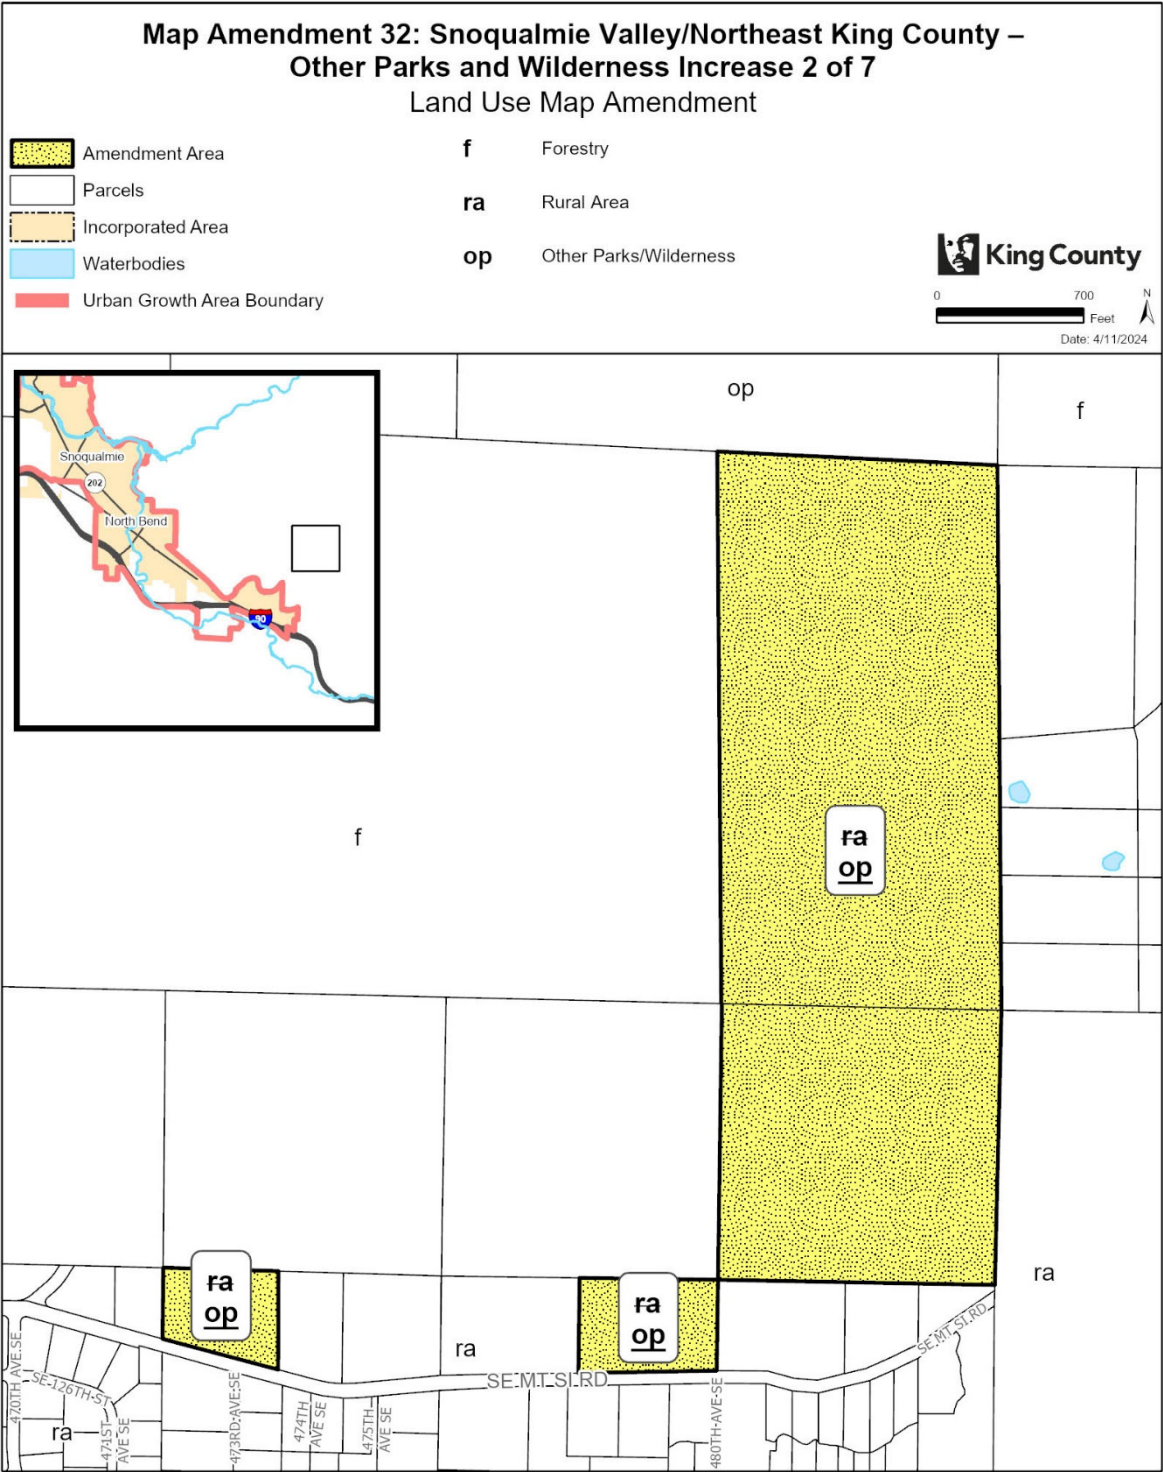 Map Amendment 32: Snoqualmie Valley/Northeast King County –
Other Parks and Wilderness Increase 2 of 7
Land Use Map Amendment
Amendment Area
Parcels
Incorporated Area
Waterbodies
Urban Growth Area Boundary
f Forestry
ra Rural Area
op Other Parks/Wilderness
King County
0 700
Feet
N
Date: 4/11/2024
op
f
Snoqualmie
202
North Bend
90
f
ra
op
ra
ra
op
ra
op
ra
SE MT SI RD
SE MT SI RD
470TH AVE SE
SE 126TH ST
ra
471ST
AVE SE
473RD AVE SE
474TH
AVE SE
475TH
AVE SE
480TH AVE SE